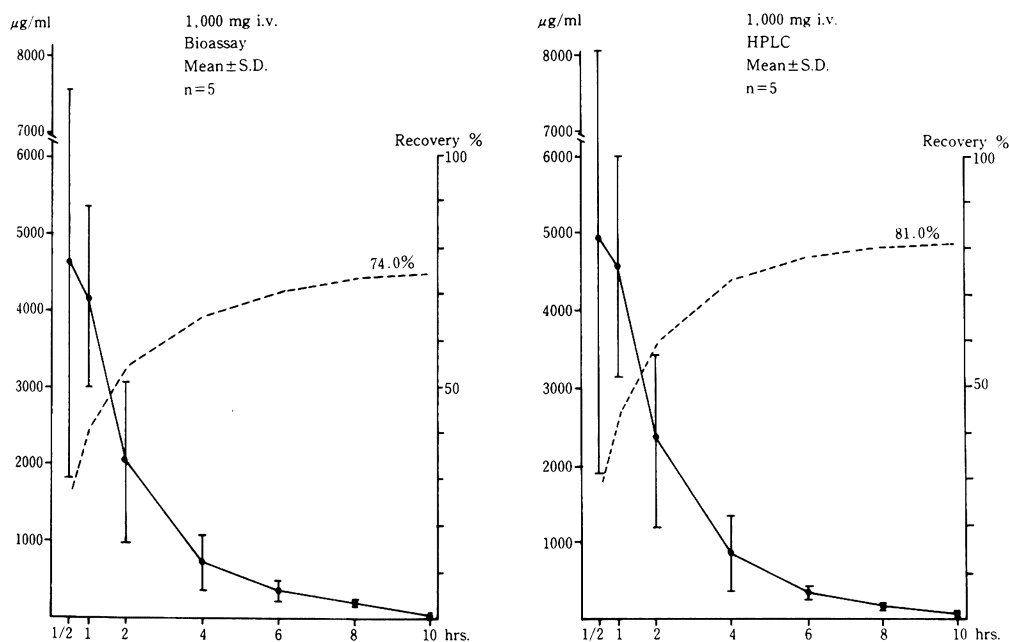 μg/ml
1,000 mg i.v.
Bioassay
Mean±S.D.
n=5
8000
7000
6000
5000
4000
3000
2000
1000
Recovery %
100
50
74.0%
1/2 1 2 4 6 8 10 hrs.
μg/ml
1,000 mg i.v.
HPLC
Mean±S.D.
n=5
8000
7000
6000
5000
4000
3000
2000
1000
Recovery %
100
50
81.0%
1/2 1 2 4 6 8 10 hrs.